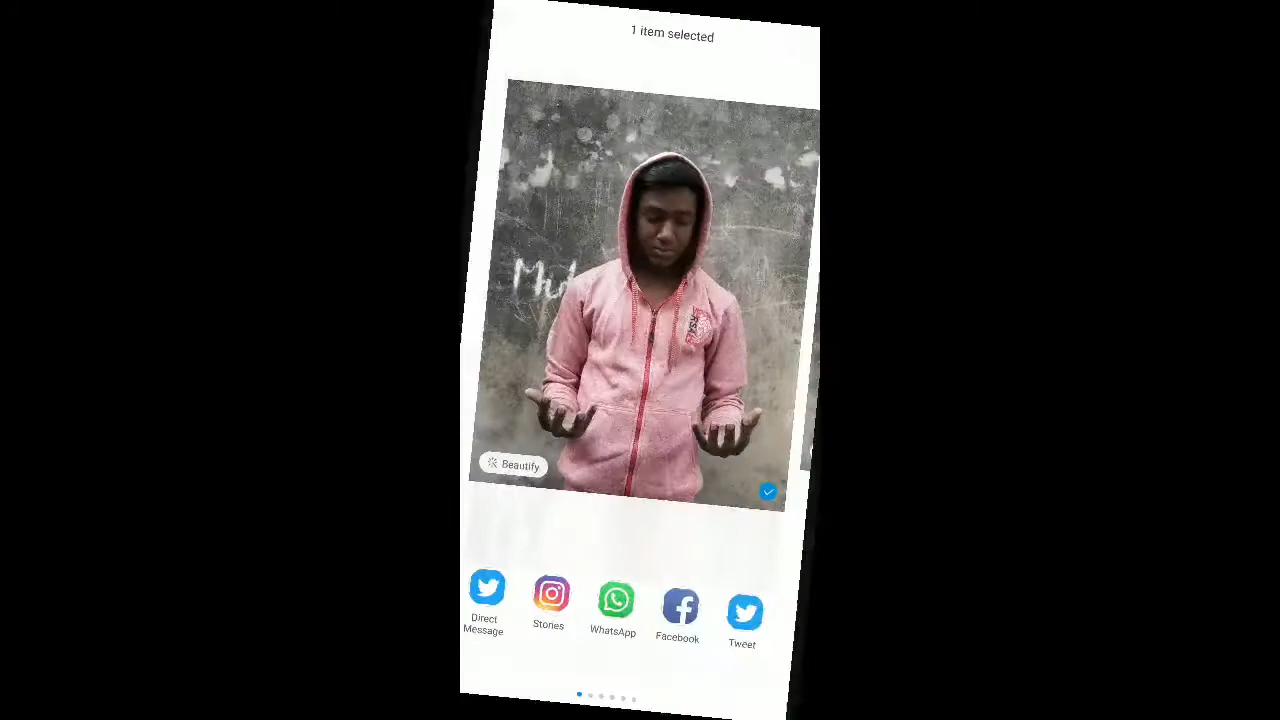 1 item selected
Beautify
Direct
Message
Stories
WhatsApp
Facebook
Tweet